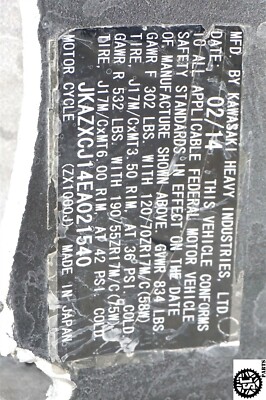 MFD BY KAWASAKI HEAVY INDUSTRIES, LTD.
DATE: 02/14 THIS VEHICLE CONFORMS
TO ALL APPLICABLE FEDERAL MOTOR VEHICLE
SAFETY STANDARDS IN EFFECT ON THE DATE
OF MANUFACTURE SHOWN ABOVE. GVWR 834 LBS
GAWR F 302 LBS WITH 120/70ZR17M/C(58W)
TIRE, J17M/CxMT3.50 RIM, AT 36 PSI COLD
GAWR R 532 LBS WITH 190/55ZR17M/C(75W)
TIRE, J17M/CxMT6.00 RIM, AT 42 PSI COLD
JKAZXCJ14EA021540
MOTOR CYCLE (ZX1000J) MADE IN JAPAN
PARTS